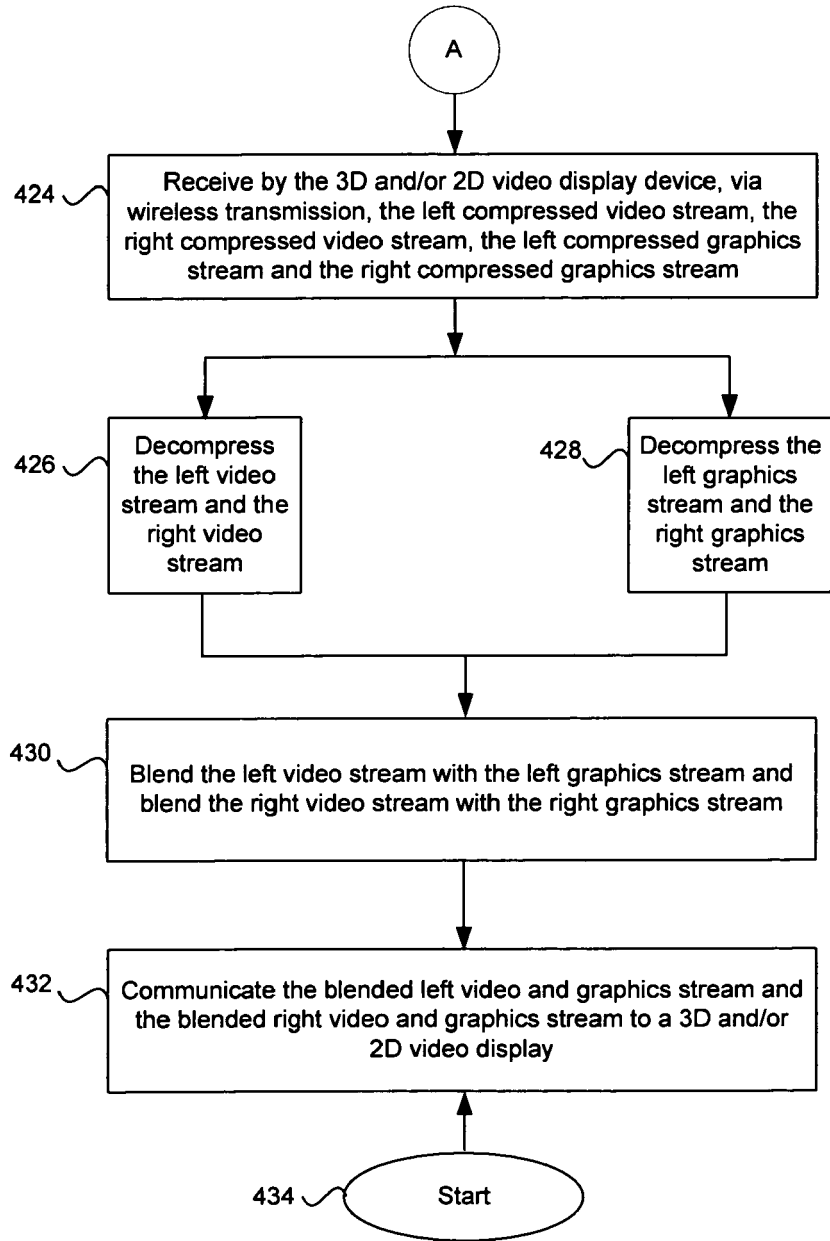 A
424
Receive by the 3D and/or 2D video display device, via
wireless transmission, the left compressed video stream, the
right compressed video stream, the left compressed graphics
stream and the right compressed graphics stream
426
Decompress
the left video
stream and the
right video
stream
428
Decompress the
left graphics
stream and the
right graphics
stream
430
Blend the left video stream with the left graphics stream and
blend the right video stream with the right graphics stream
432
Communicate the blended left video and graphics stream and
the blended right video and graphics stream to a 3D and/or
2D video display
434
Start